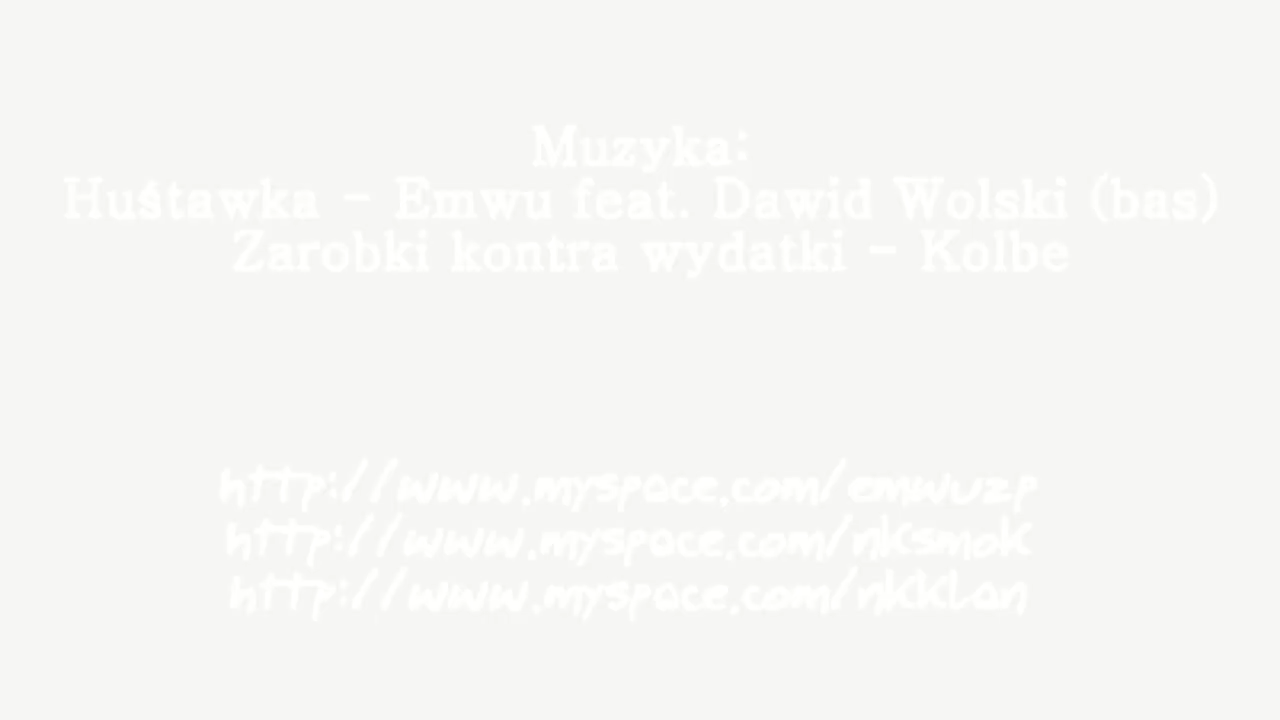 Muzyka:
Huśtawka - Emwu feat. Dawid Wolski (bas)
Zarobki kontra wydatki - Kolbe
http://www.myspace.com/emwuzp
http://www.myspace.com/nksmok
http://www.myspace.com/nkklan